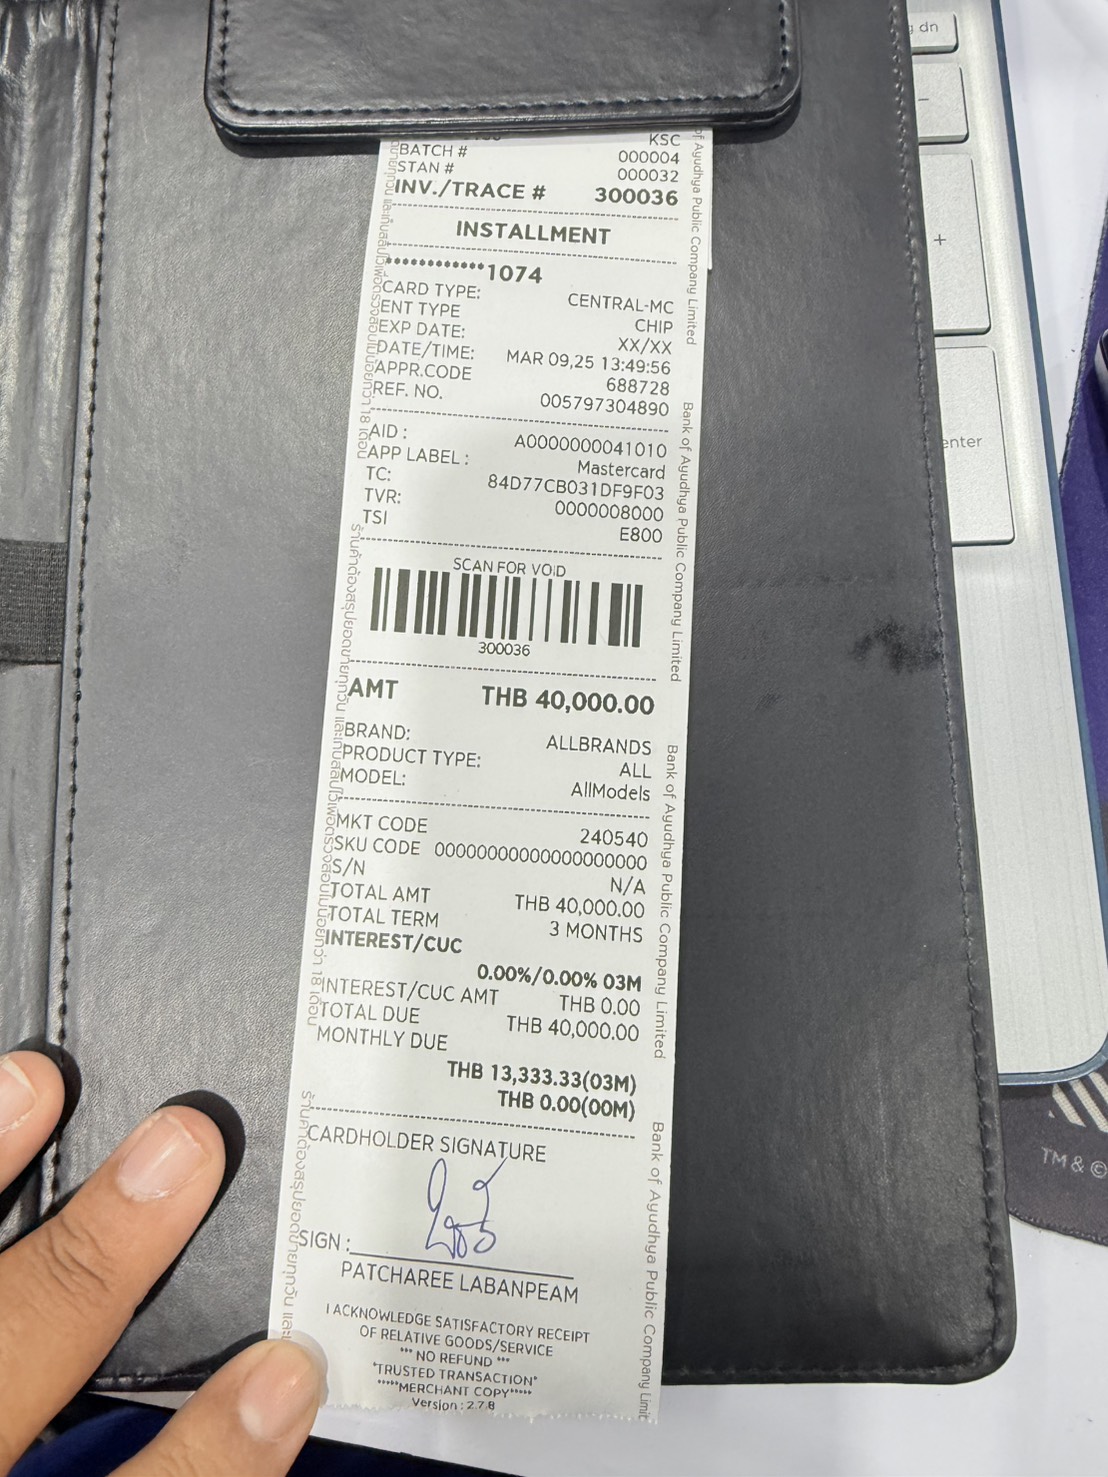 KSC
BATCH # 000004
STAN # 000032
INV./TRACE # 300036
INSTALLMENT
************1074
CARD TYPE: CENTRAL-MC
ENT TYPE CHIP
EXP DATE: XX/XX
DATE/TIME: MAR 09,25 13:49:56
APPR.CODE 688728
REF. NO. 005797304890
AID : A0000000041010
APP LABEL : Mastercard
TC: 84D77CB031DF9F03
TVR: 0000008000
TSI E800
SCAN FOR VOID
300036
AMT THB 40,000.00
BRAND: ALLBRANDS
PRODUCT TYPE: ALL
MODEL: AllModels
MKT CODE 240540
SKU CODE 00000000000000000000
S/N N/A
TOTAL AMT THB 40,000.00
TOTAL TERM 3 MONTHS
INTEREST/CUC
0.00%/0.00% 03M
INTEREST/CUC AMT THB 0.00
TOTAL DUE THB 40,000.00
MONTHLY DUE
THB 13,333.33(03M)
THB 0.00(00M)
CARDHOLDER SIGNATURE
SIGN :
PATCHAREE LABANPEAM
I ACKNOWLEDGE SATISFACTORY RECEIPT
OF RELATIVE GOODS/SERVICE
*** NO REFUND ***
*TRUSTED TRANSACTION*
*****MERCHANT COPY*****
Version : 2.7.8
of Ayudhya Public Company Limited
Bank of Ayudhya Public Company Limited
Bank of Ayudhya Public Company Limited
Bank of Ayudhya Public Company Limit
dn
-
+
enter
TM & ©